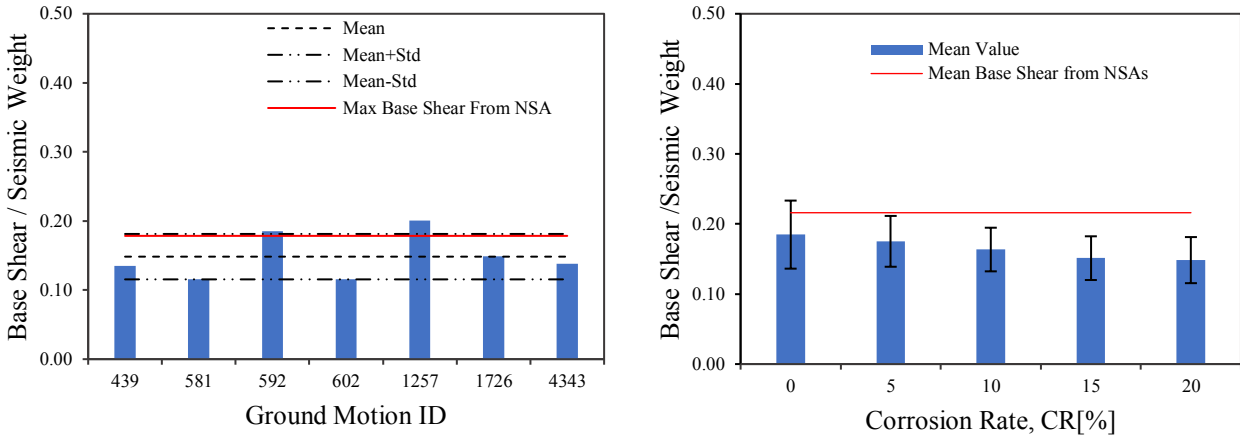 0.50
0.40
0.30
0.20
0.10
0.00
Base Shear / Seismic Weight
Mean
Mean+Std
Mean-Std
Max Base Shear From NSA
439 581 592 602 1257 1726 4343
Ground Motion ID
0.50
0.40
0.30
0.20
0.10
0.00
Base Shear /Seismic Weight
Mean Value
Mean Base Shear from NSAs
0 5 10 15 20
Corrosion Rate, CR[%]